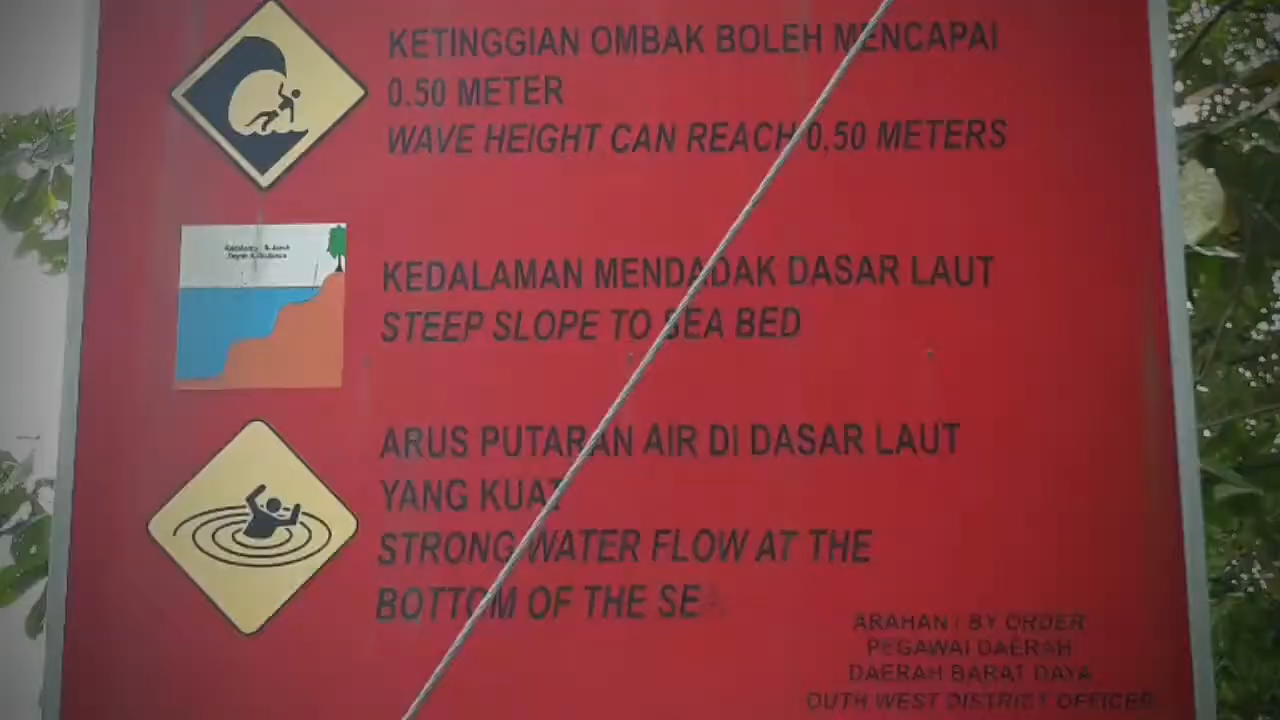 KETINGGIAN OMBAK BOLEH MENCAPAI
0.50 METER
WAVE HEIGHT CAN REACH 0.50 METERS
KEDALAMAN MENDADAK DASAR LAUT
STEEP SLOPE TO SEA BED
ARUS PUTARAN AIR DI DASAR LAUT
YANG KUAT
STRONG WATER FLOW AT THE
BOTTOM OF THE SEA
ARAHAN / BY ORDER
PEGAWAI DAERAH
DAERAH BARAT DAYA
OUTH WEST DISTRICT OFFICER